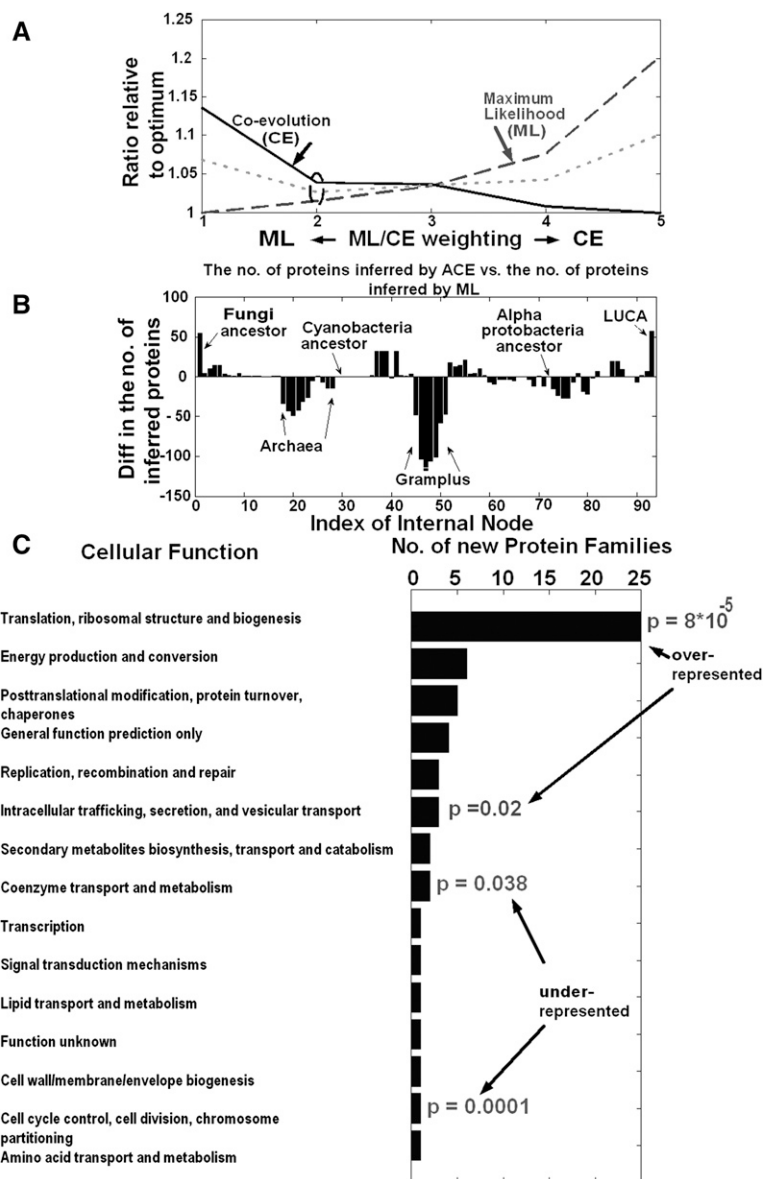 A
1.25
1.2
1.15
1.1
1.05
1
Ratio relative
to optimum
Co-evolution
(CE)
Maximum
Likelihood
(ML)
1 2 3 4 5
ML ← ML/CE weighting → CE
The no. of proteins inferred by ACE vs. the no. of proteins
inferred by ML
B
100
50
0
- 50
-100
-150
Diff in the no. of
inferred proteins
Fungi
ancestor
Cyanobacteria
ancestor
Alpha
protobacteria
ancestor
LUCA
Archaea
Gramplus
0 10 20 30 40 50 60 70 80 90
Index of Internal Node
C
Cellular Function
No. of new Protein Families
0 5 10 15 20 25
Translation, ribosomal structure and biogenesis
p = 8*10-5
over-
represented
Energy production and conversion
Posttranslational modification, protein turnover,
chaperones
General function prediction only
Replication, recombination and repair
Intracellular trafficking, secretion, and vesicular transport
p =0.02
Secondary metabolites biosynthesis, transport and catabolism
Coenzyme transport and metabolism
p = 0.038
Transcription
Signal transduction mechanisms
Lipid transport and metabolism
under-
represented
Function unknown
Cell wall/membrane/envelope biogenesis
Cell cycle control, cell division, chromosome
partitioning
p = 0.0001
Amino acid transport and metabolism